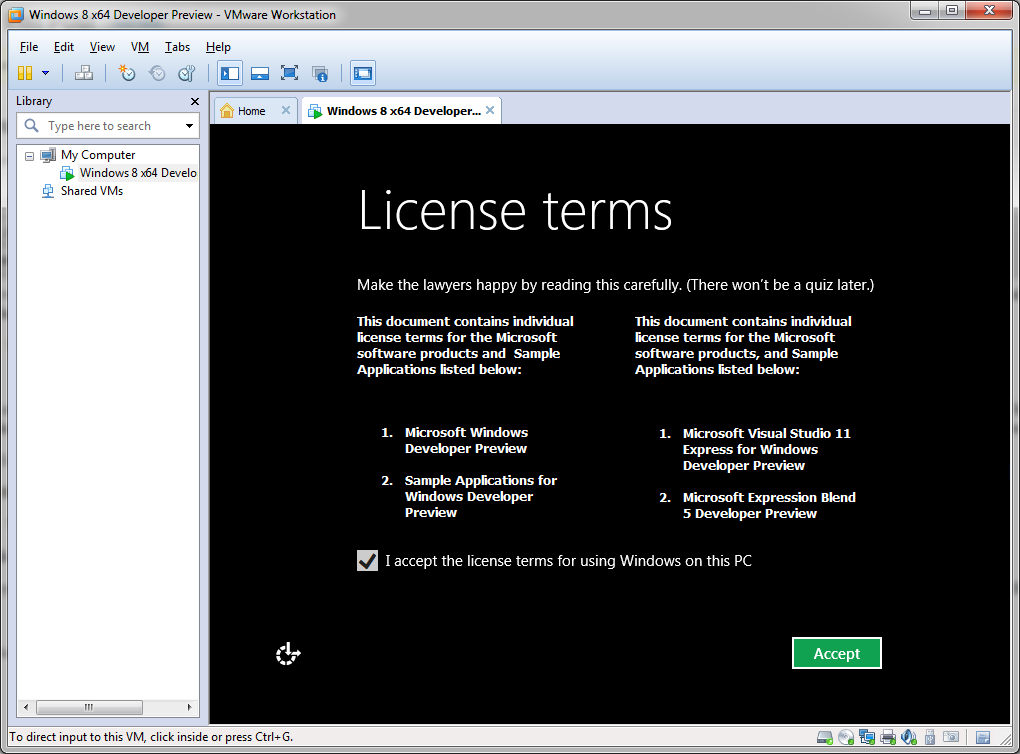 Windows 8 x64 Developer Preview - VMware Workstation
File Edit View VM Tabs Help
Library
Type here to search
My Computer
Windows 8 x64 Develo
Shared VMs
Home
Windows 8 x64 Developer...
License terms
Make the lawyers happy by reading this carefully. (There won't be a quiz later.)
This document contains individual
license terms for the Microsoft
software products and  Sample
Applications listed below:
1. Microsoft Windows
Developer Preview
2. Sample Applications for
Windows Developer
Preview
This document contains individual
license terms for the Microsoft
software products, and Sample
Applications listed below:
1. Microsoft Visual Studio 11
Express for Windows
Developer Preview
2. Microsoft Expression Blend
5 Developer Preview
I accept the license terms for using Windows on this PC
Accept
To direct input to this VM, click inside or press Ctrl+G.